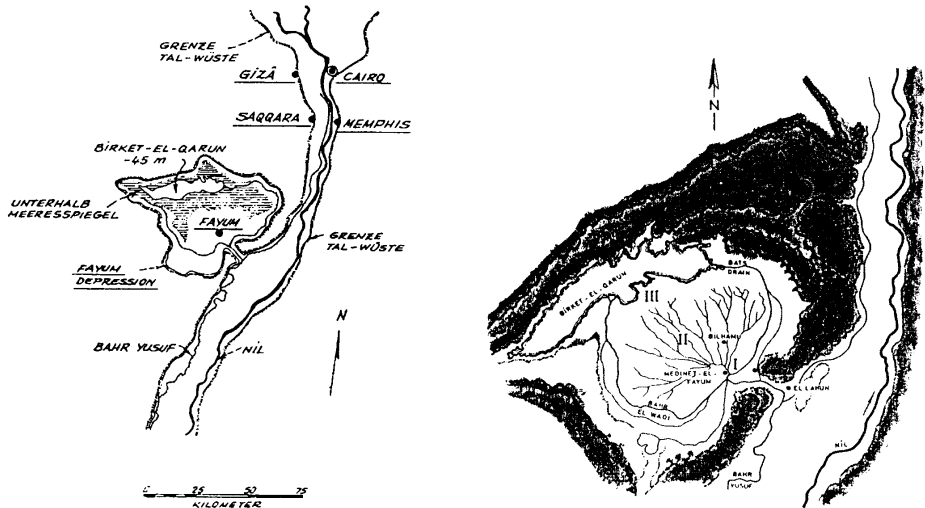 GRENZE
TAL-WÜSTE
GÎZÂ
CAIRO
SAQQARA
MEMPHIS
BIRKET-EL-QARUN
-45 m
UNTERHALB
MEERESSPIEGEL
FAYUM
GRENZE
TAL-WÜSTE
FAYUM
DEPRESSION
N
BAHR YUSUF
NIL
25 50 75
KILOMETER
N
BATS
DRAIN
BIRKET-EL-QARUN
III
II
BILHAMI
I
MEDINET-EL-
FAYUM
EL LAHUN
BAHR
EL WADI
NIL
BAHR
YUSUF